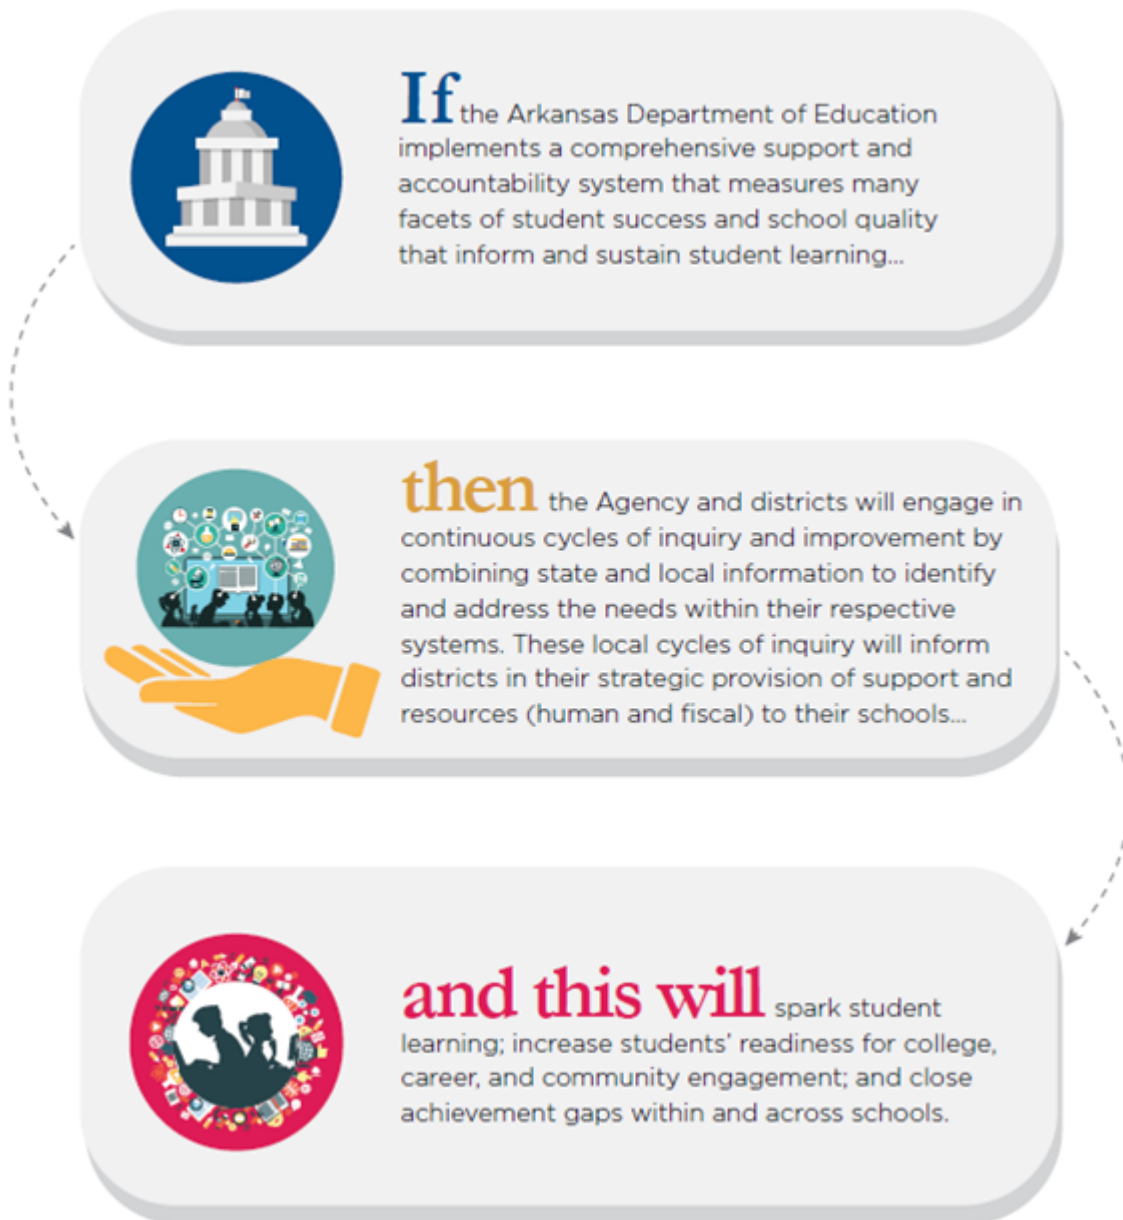 If the Arkansas Department of Education
implements a comprehensive support and
accountability system that measures many
facets of student success and school quality
that inform and sustain student learning...
then the Agency and districts will engage in
continuous cycles of inquiry and improvement by
combining state and local information to identify
and address the needs within their respective
systems. These local cycles of inquiry will inform
districts in their strategic provision of support and
resources (human and fiscal) to their schools...
and this will spark student
learning; increase students’ readiness for college,
career, and community engagement; and close
achievement gaps within and across schools.